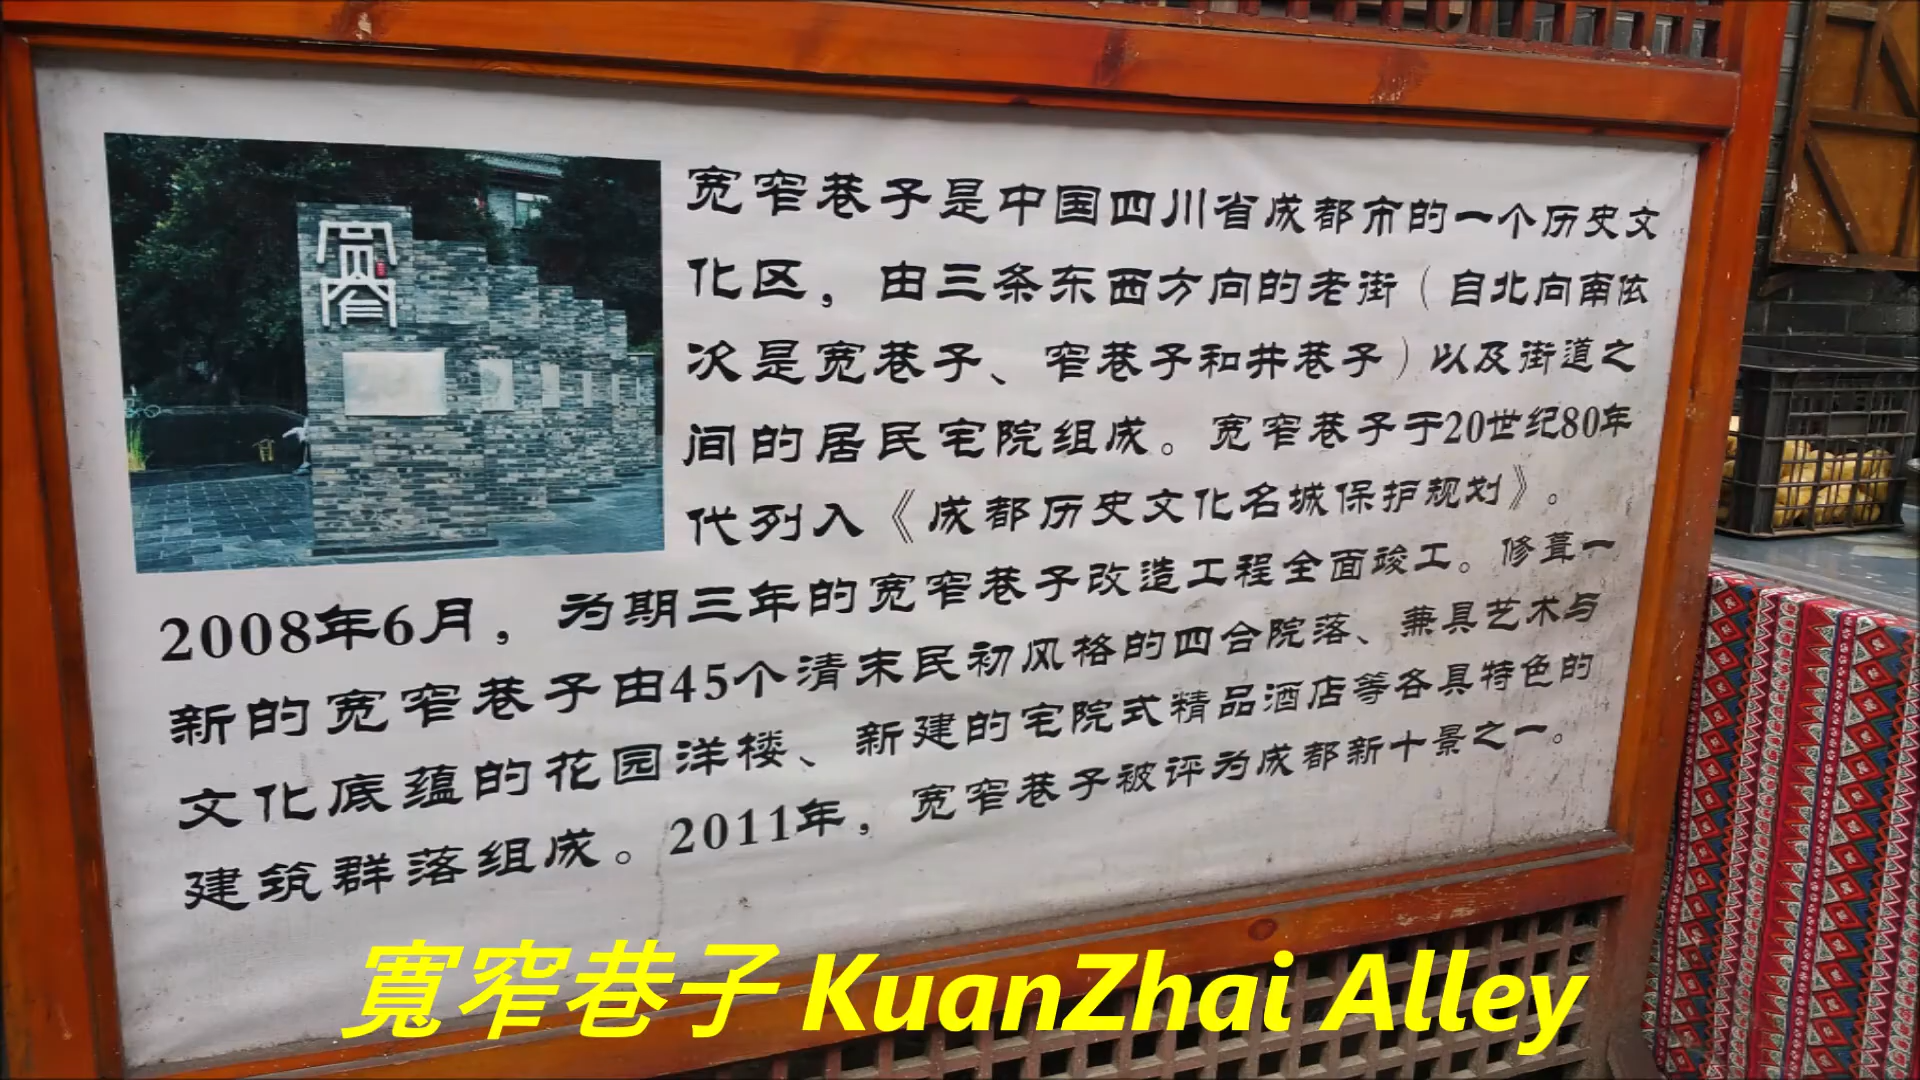 宽窄
宽窄巷子是中国四川省成都市的一个历史文
化区，由三条东西方向的老街（自北向南依
次是宽巷子、窄巷子和井巷子）以及街道之
间的居民宅院组成。宽窄巷子于20世纪80年
代列入《成都历史文化名城保护规划》。
2008年6月，为期三年的宽窄巷子改造工程全面竣工。修葺一
新的宽窄巷子由45个清末民初风格的四合院落、兼具艺术与
文化底蕴的花园洋楼、新建的宅院式精品酒店等各具特色的
建筑群落组成。2011年，宽窄巷子被评为成都新十景之一。
寬窄巷子 KuanZhai Alley